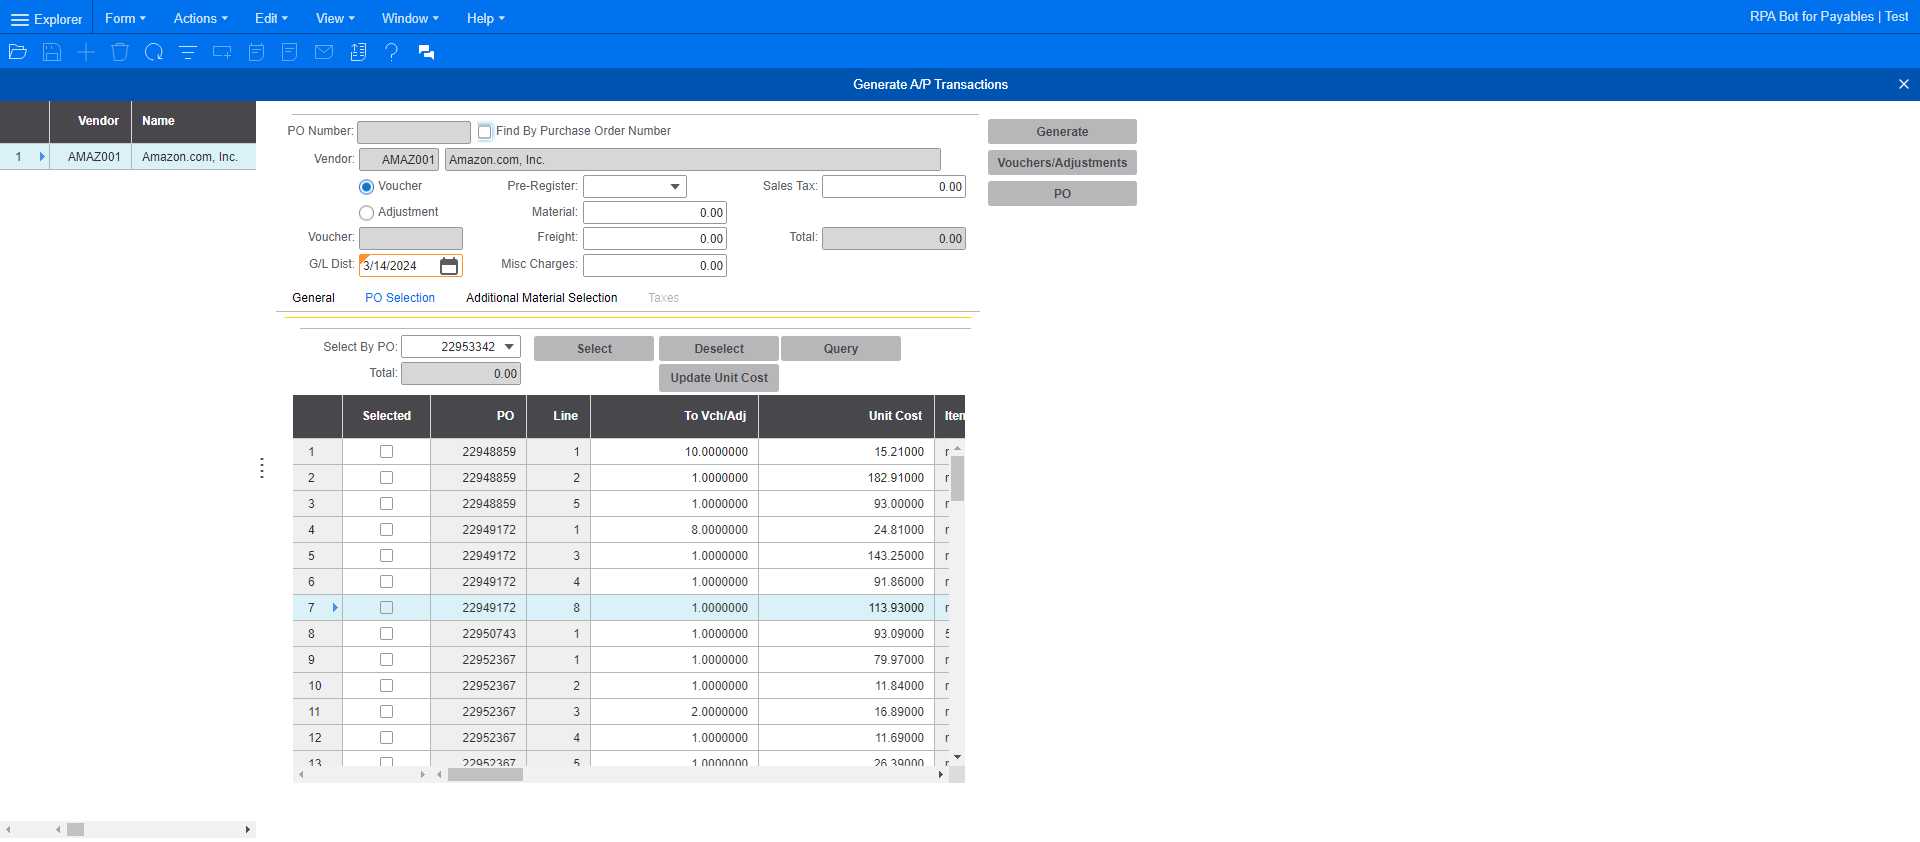 Explorer Form Actions Edit View Window Help RPA Bot for Payables | Test
Generate A/P Transactions
Vendor Name
1 AMAZ001 Amazon.com, Inc.
PO Number: Find By Purchase Order Number Generate
Vendor: AMAZ001 Amazon.com, Inc. Vouchers/Adjustments
Voucher Pre-Register: Sales Tax: 0.00 PO
Adjustment Material: 0.00
Voucher: Freight: 0.00 Total: 0.00
G/L Dist: 3/14/2024 Misc Charges: 0.00
General PO Selection Additional Material Selection Taxes
Select By PO: 22953342 Select Deselect Query
Total: 0.00 Update Unit Cost
Selected PO Line To Vch/Adj Unit Cost Iten
1 22948859 1 10.0000000 15.21000
2 22948859 2 1.0000000 182.91000
3 22948859 5 1.0000000 93.00000
4 22949172 1 8.0000000 24.81000
5 22949172 3 1.0000000 143.25000
6 22949172 4 1.0000000 91.86000
7 22949172 8 1.0000000 113.93000
8 22950743 1 1.0000000 93.09000 5
9 22952367 1 1.0000000 79.97000
10 22952367 2 1.0000000 11.84000
11 22952367 3 2.0000000 16.89000
12 22952367 4 1.0000000 11.69000
13 22952367 5 1.0000000 26.39000